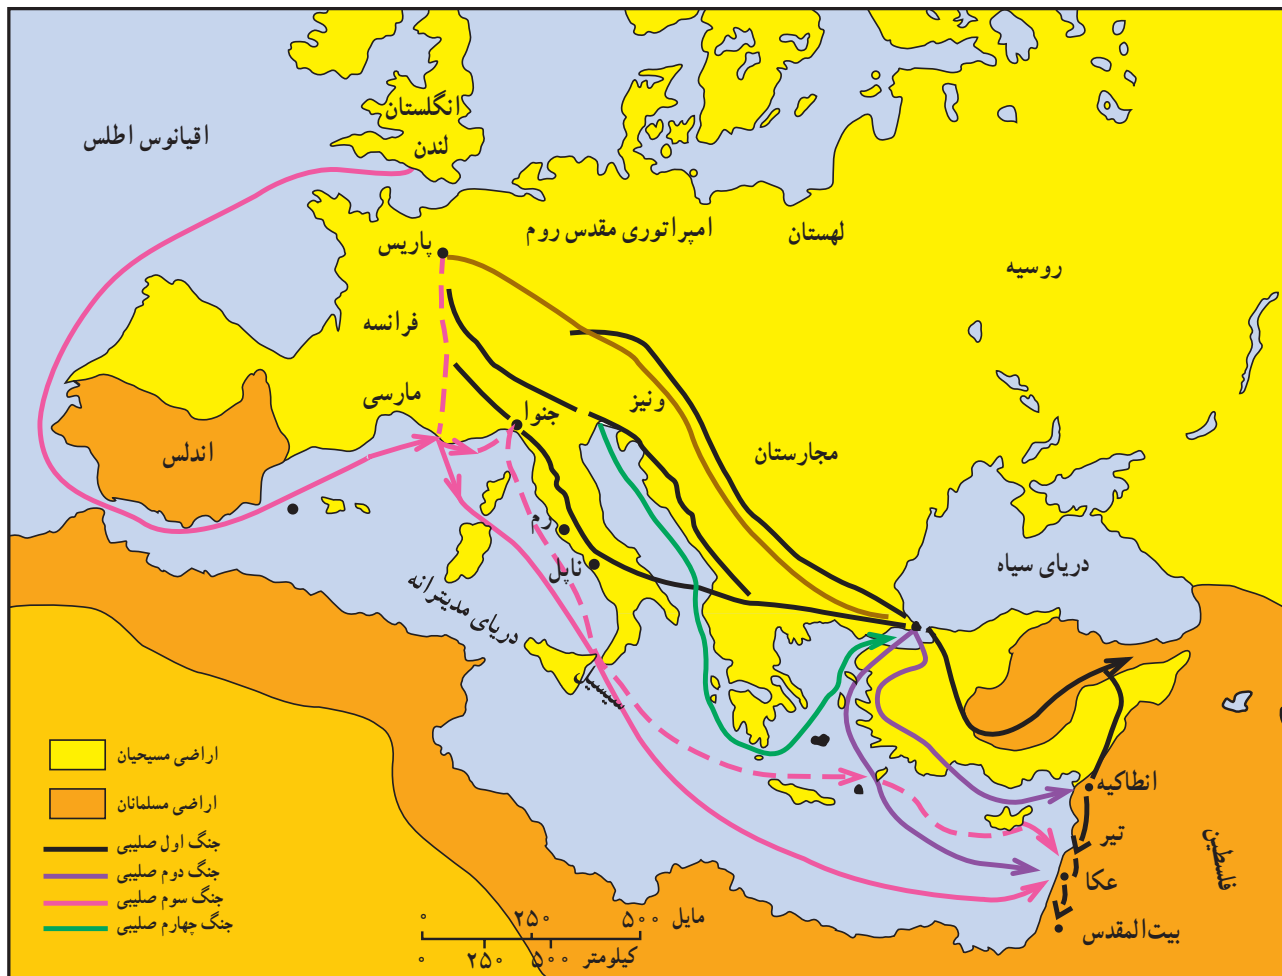 انگلستان
لندن
اقیانوس اطلس
امپراتوری مقدس روم
لهستان
پاریس
روسیه
فرانسه
مارسی
جنوا
ونیز
مجارستان
اندلس
رم
ناپل
دریای سیاه
دریای مدیترانه
سیسیل
انطاکیه
تیر
فلسطین
عکا
بیت‌المقدس
اراضی مسیحیان
اراضی مسلمانان
جنگ اول صلیبی
جنگ دوم صلیبی
جنگ سوم صلیبی
جنگ چهارم صلیبی
۰ ۲۵۰ ۵۰۰ مایل
۰ ۲۵۰ ۵۰۰ کیلومتر